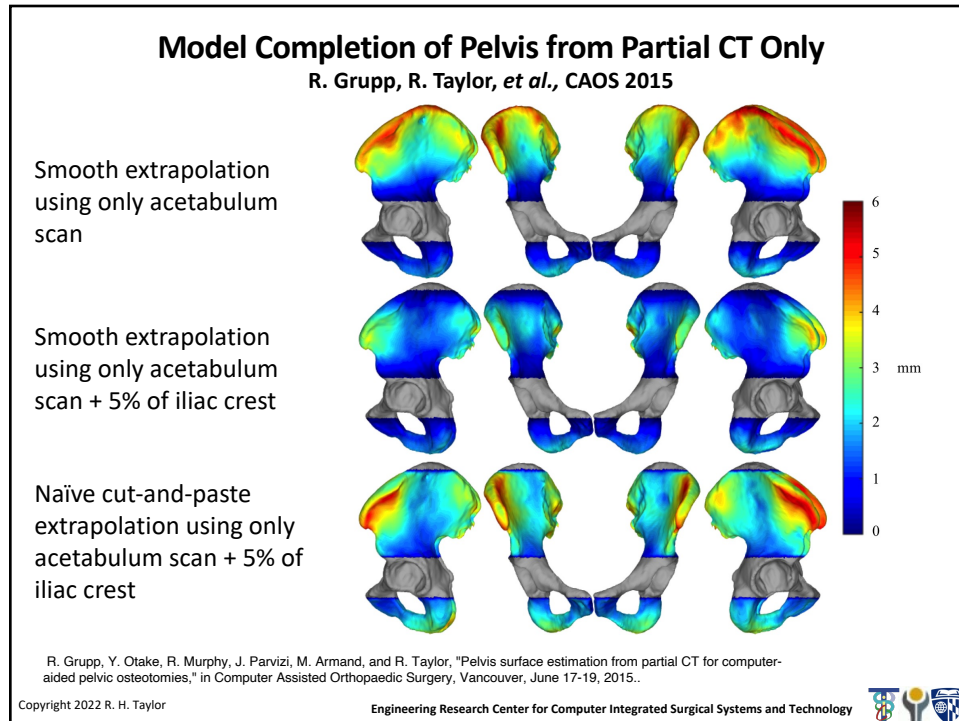 Model Completion of Pelvis from Partial CT Only
R. Grupp, R. Taylor, et al., CAOS 2015
Smooth extrapolation
using only acetabulum
scan
Smooth extrapolation
using only acetabulum
scan + 5% of iliac crest
Naïve cut-and-paste
extrapolation using only
acetabulum scan + 5% of
iliac crest
6
5
4
3 mm
2
1
0
R. Grupp, Y. Otake, R. Murphy, J. Parvizi, M. Armand, and R. Taylor, "Pelvis surface estimation from partial CT for computer-
aided pelvic osteotomies," in Computer Assisted Orthopaedic Surgery, Vancouver, June 17-19, 2015..
Copyright 2022 R. H. Taylor
Engineering Research Center for Computer Integrated Surgical Systems and Technology